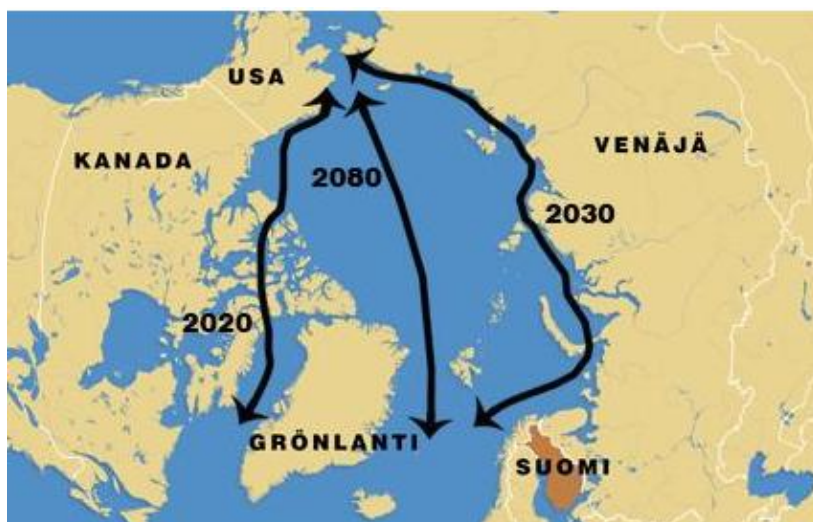 USA
KANADA
VENÄJÄ
2080
2030
2020
GRÖNLANTI
SUOMI